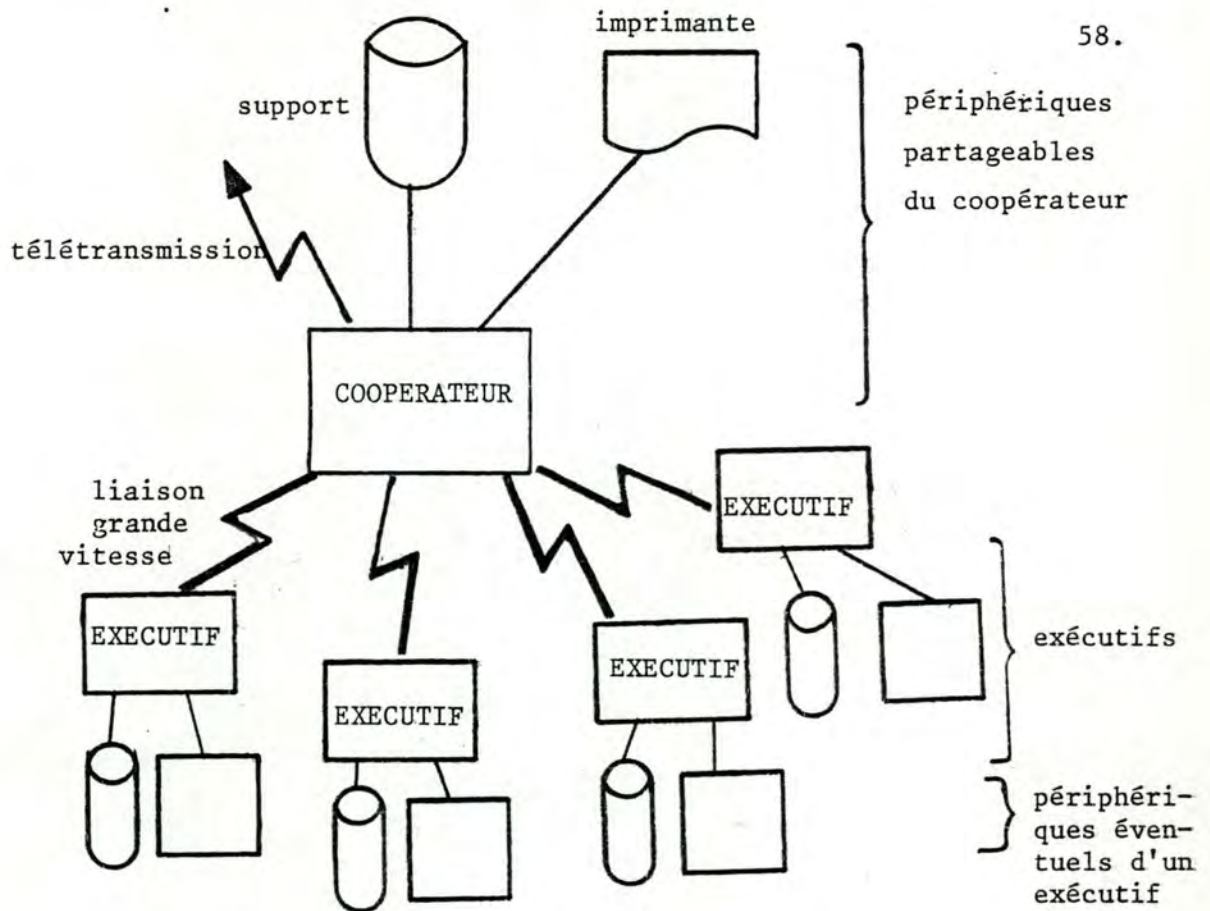 imprimante
58.
support
périphériques
partageables
du coopérateur
télétransmission
COOPERATEUR
liaison
grande
vitesse
EXECUTIF
EXECUTIF
EXECUTIF
EXECUTIF
exécutifs
périphéri-
ques éven-
tuels d'un
exécutif